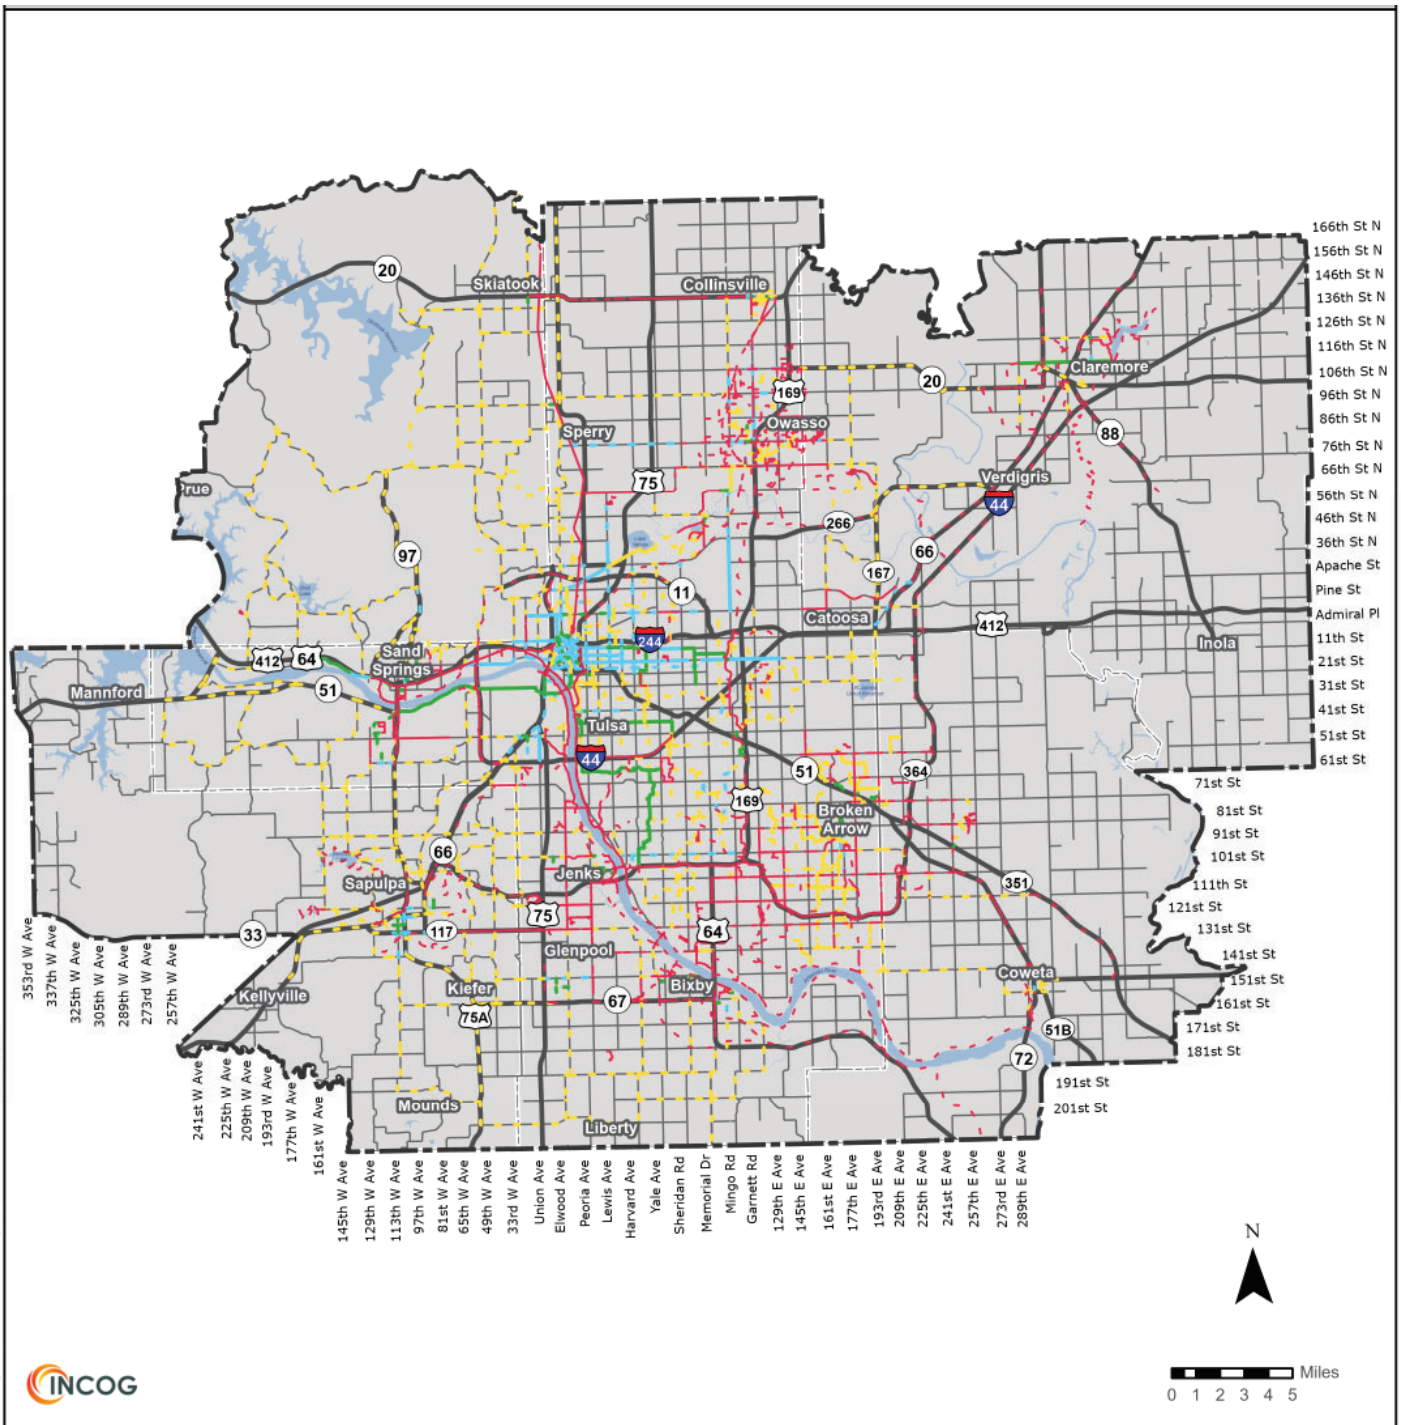 166th St N
156th St N
146th St N
136th St N
126th St N
116th St N
106th St N
96th St N
86th St N
76th St N
66th St N
56th St N
46th St N
36th St N
Apache St
Pine St
Admiral Pl
11th St
21st St
31st St
41st St
51st St
61st St
71st St
81st St
91st St
101st St
111th St
121st St
131st St
141st St
151st St
161st St
171st St
181st St
191st St
201st St
20
Skiatook
Collinsville
Claremore
20
169
Owasso
88
Sperry
75
Verdigris
44
Prue
266
97
66
167
11
Catoosa
412
244
Inola
Sand
Springs
412
64
51
Mannford
Tulsa
44
51
364
169
Broken
Arrow
66
Jenks
Sapulpa
351
75
33
117
64
Glenpool
Coweta
Kellyville
Kiefer
Bixby
67
75A
51B
72
Mounds
Liberty
353rd W Ave
337th W Ave
325th W Ave
305th W Ave
289th W Ave
273rd W Ave
257th W Ave
241st W Ave
225th W Ave
209th W Ave
193rd W Ave
177th W Ave
161st W Ave
145th W Ave
129th W Ave
113th W Ave
97th W Ave
81st W Ave
65th W Ave
49th W Ave
33rd W Ave
Union Ave
Elwood Ave
Peoria Ave
Lewis Ave
Harvard Ave
Yale Ave
Sheridan Rd
Memorial Dr
Mingo Rd
Garnett Rd
129th E Ave
145th E Ave
161st E Ave
177th E Ave
193rd E Ave
209th E Ave
225th E Ave
241st E Ave
257th E Ave
273rd E Ave
289th E Ave
N
INCOG
Miles
0 1 2 3 4 5